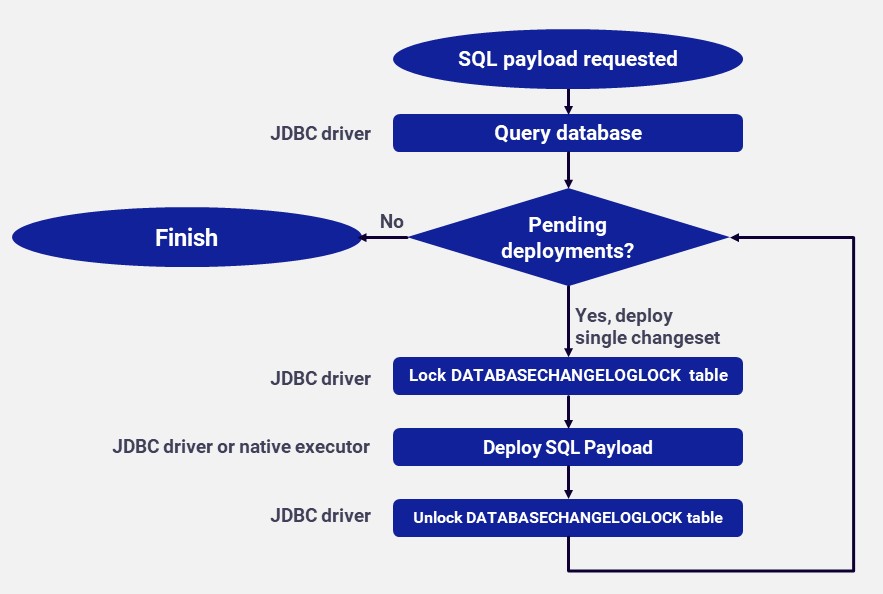 SQL payload requested
JDBC driver
Query database
No
Finish
Pending
deployments?
Yes, deploy
single changeset
JDBC driver
Lock DATABASECHANGELOGLOCK table
JDBC driver or native executor
Deploy SQL Payload
JDBC driver
Unlock DATABASECHANGELOGLOCK table